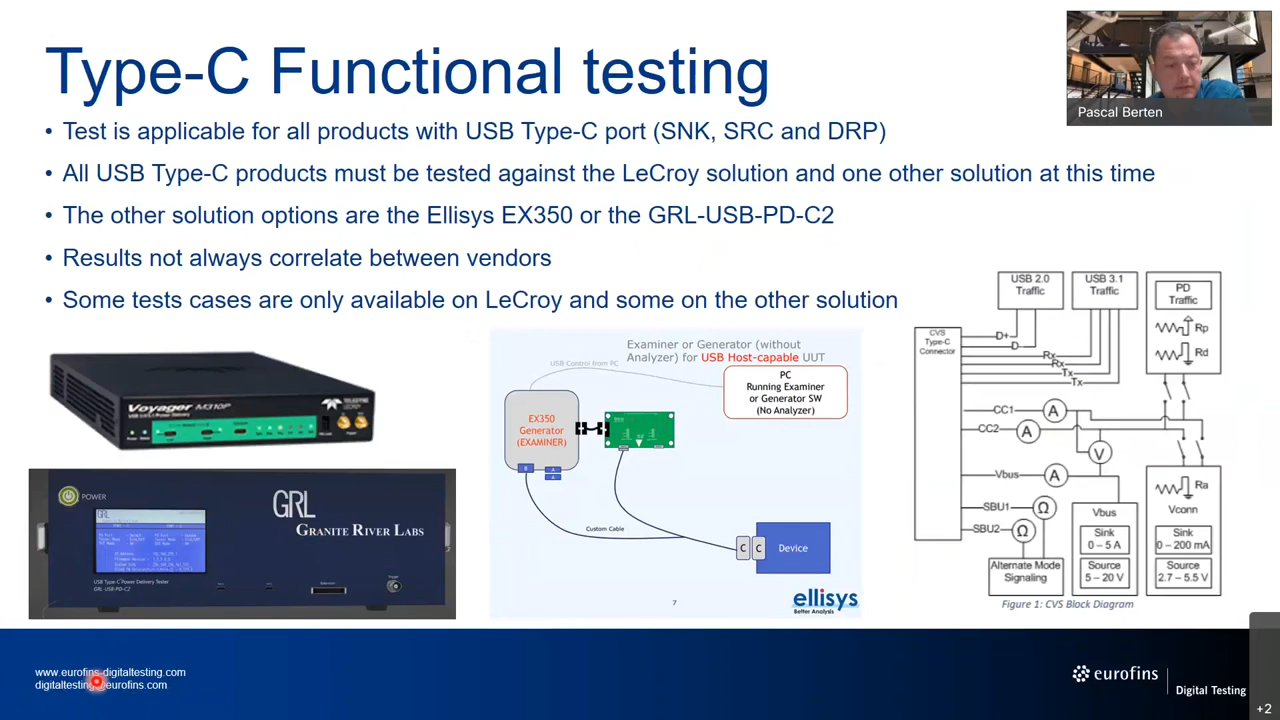 Type-C Functional testing
Pascal Berten
• Test is applicable for all products with USB Type-C port (SNK, SRC and DRP)
• All USB Type-C products must be tested against the LeCroy solution and one other solution at this time
• The other solution options are the Ellisys EX350 or the GRL-USB-PD-C2
• Results not always correlate between vendors
• Some tests cases are only available on LeCroy and some on the other solution
Voyager M310P
TELEDYNE LECROY
POWER
GRL
GRANITE RIVER LABS
USB Type-C Power Delivery Tester
GRL-USB-PD-C2
Examiner or Generator (without
Analyzer) for USB Host-capable UUT
USB Control from PC
PC
Running Examiner
or Generator SW
(No Analyzer)
EX350
Generator
(EXAMINER)
B
A
A
Custom Cable
C
C
Device
7
ellisys
Better Analysis
USB 2.0
Traffic
USB 3.1
Traffic
PD
Traffic
Rp
Rd
CVS
Type-C
Connector
D+
D-
Rx
Rx
Tx
Tx
CC1
A
CC2
A
V
Vbus
A
SBU1
Ω
SBU2
Ω
Ra
Vconn
Vbus
Sink
0 – 5 A
Sink
0 – 200 mA
Alternate Mode
Signaling
Source
5 – 20 V
Source
2.7 – 5.5 V
Figure 1: CVS Block Diagram
www.eurofins-digitaltesting.com
digitaltesting@eurofins.com
eurofins
Digital Testing
+2